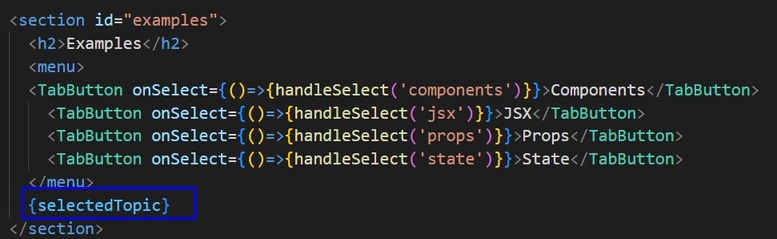 <section id="examples">
<h2>Examples</h2>
<menu>
<TabButton onSelect={()=>{handleSelect('components')}}>Components</TabButton>
<TabButton onSelect={()=>{handleSelect('jsx')}}>JSX</TabButton>
<TabButton onSelect={()=>{handleSelect('props')}}>Props</TabButton>
<TabButton onSelect={()=>{handleSelect('state')}}>State</TabButton>
</menu>
{selectedTopic}
</section>